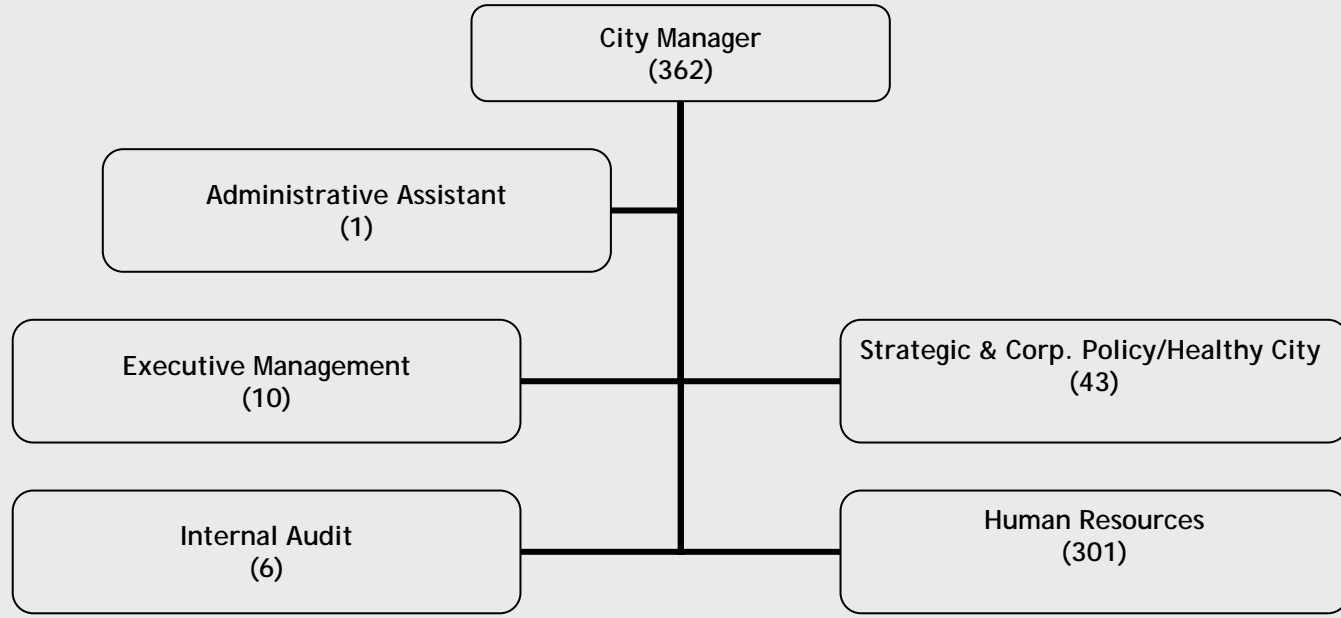 City Manager
(362)
Administrative Assistant
(1)
Executive Management
(10)
Strategic & Corp. Policy/Healthy City
(43)
Internal Audit
(6)
Human Resources
(301)